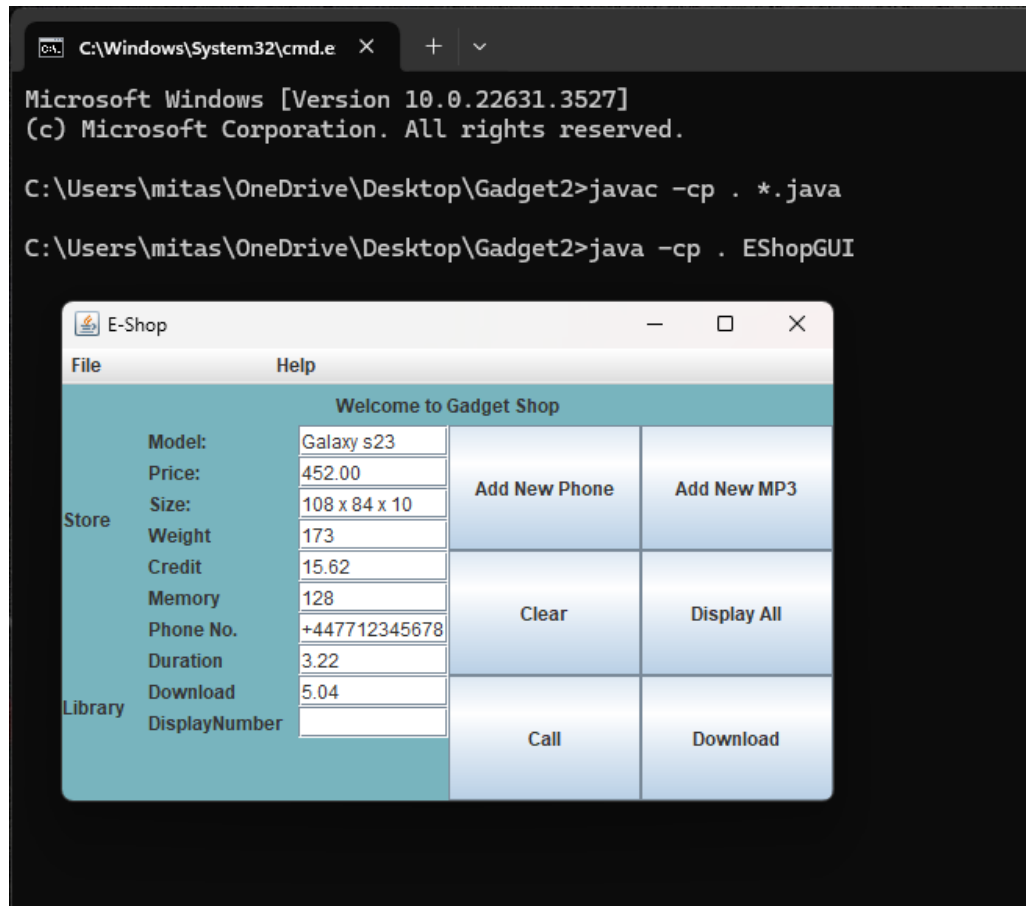 C:\Windows\System32\cmd.e
Microsoft Windows [Version 10.0.22631.3527]
(c) Microsoft Corporation. All rights reserved.
C:\Users\mitas\OneDrive\Desktop\Gadget2>javac -cp . *.java
C:\Users\mitas\OneDrive\Desktop\Gadget2>java -cp . EShopGUI
E-Shop
File Help
Welcome to Gadget Shop
Store
Library
Model: Galaxy s23
Price: 452.00
Size: 108 x 84 x 10
Weight 173
Credit 15.62
Memory 128
Phone No. +447712345678
Duration 3.22
Download 5.04
DisplayNumber
Add New Phone Add New MP3
Clear Display All
Call Download